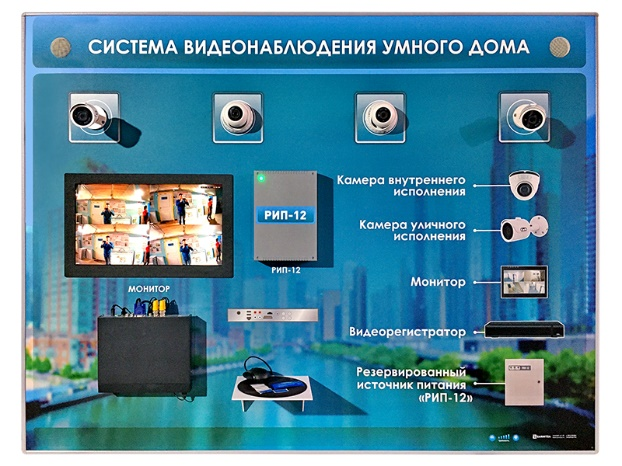 СИСТЕМА ВИДЕОНАБЛЮДЕНИЯ УМНОГО ДОМА
Камера внутреннего
исполнения
РИП-12
Камера уличного
исполнения
РИП-12
Монитор
МОНИТОР
Видеорегистратор
Резервированный
источник питания
«РИП-12»